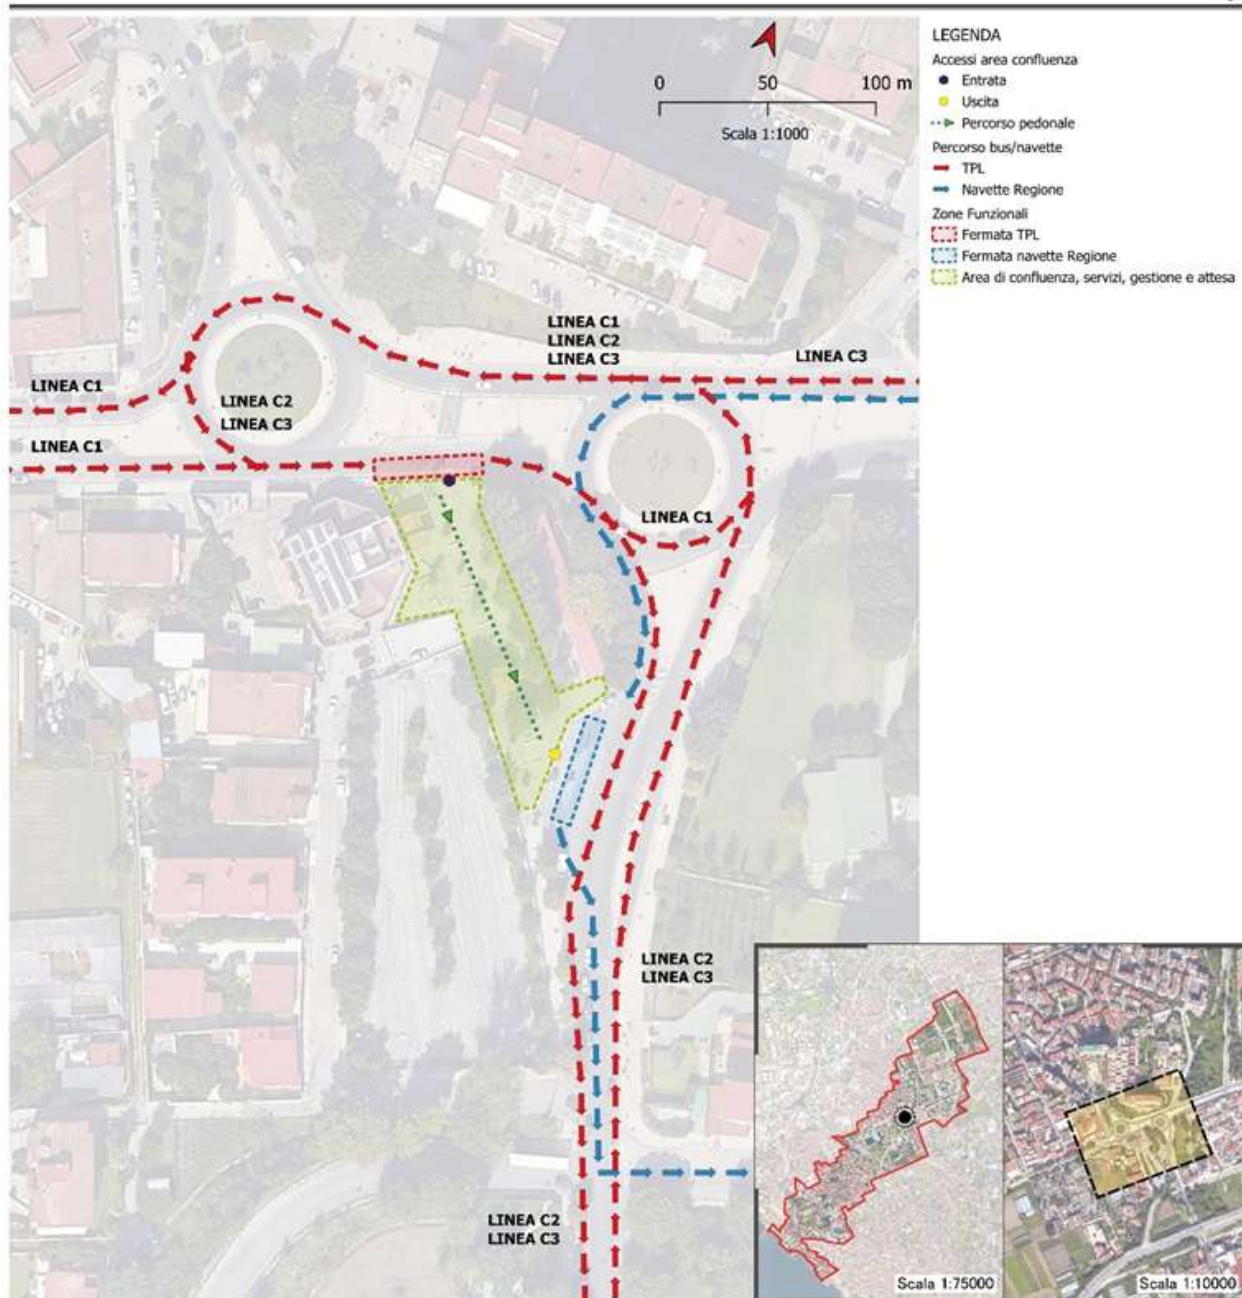 0 50 100 m
Scala 1:1000
LEGENDA
Accessi area confluenza
Entrata
Uscita
Percorso pedonale
Percorso bus/navette
TPL
Navette Regione
Zone Funzionali
Fermata TPL
Fermata navette Regione
Area di confluenza, servizi, gestione e attesa
LINEA C1
LINEA C2
LINEA C3
LINEA C3
LINEA C1
LINEA C2
LINEA C3
LINEA C1
LINEA C1
LINEA C2
LINEA C3
LINEA C2
LINEA C3
Scala 1:75000
Scala 1:10000